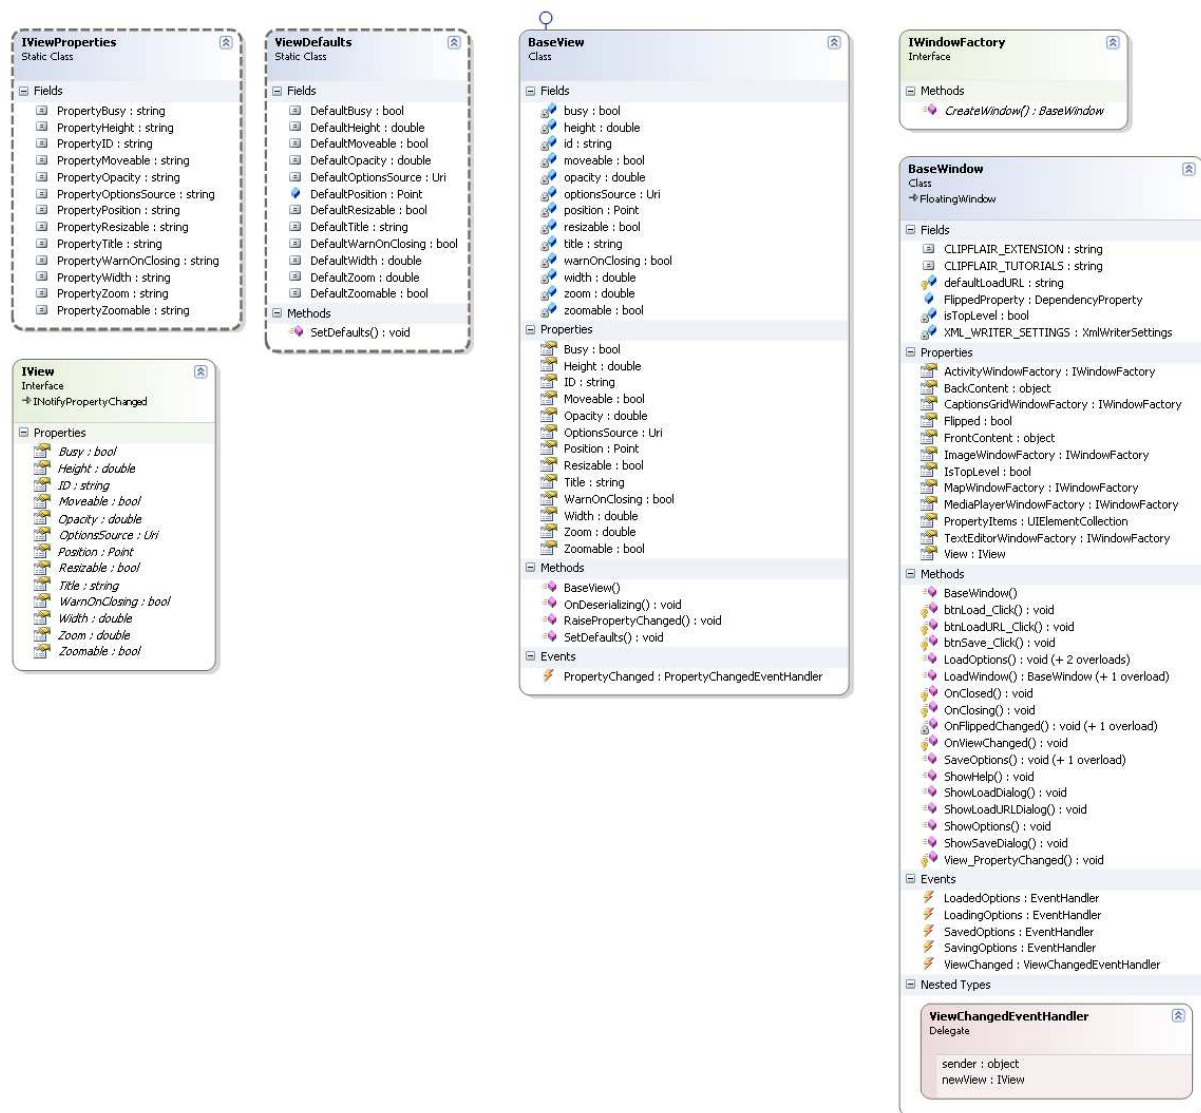 IViewProperties
Static Class
Fields
PropertyBusy : string
PropertyHeight : string
PropertyID : string
PropertyMoveable : string
PropertyOpacity : string
PropertyOptionsSource : string
PropertyPosition : string
PropertyResizable : string
PropertyTitle : string
PropertyWarnOnClosing : string
PropertyWidth : string
PropertyZoom : string
PropertyZoomable : string
IView
Interface
INotifyPropertyChanged
Properties
Busy : bool
Height : double
ID : string
Moveable : bool
Opacity : double
OptionsSource : Uri
Position : Point
Resizable : bool
Title : string
WarnOnClosing : bool
Width : double
Zoom : double
Zoomable : bool
ViewDefaults
Static Class
Fields
DefaultBusy : bool
DefaultHeight : double
DefaultMoveable : bool
DefaultOpacity : double
DefaultOptionsSource : Uri
DefaultPosition : Point
DefaultResizable : bool
DefaultTitle : string
DefaultWarnOnClosing : bool
DefaultWidth : double
DefaultZoom : double
DefaultZoomable : bool
Methods
SetDefaults() : void
BaseView
Class
Fields
busy : bool
height : double
id : string
moveable : bool
opacity : double
optionsSource : Uri
position : Point
resizable : bool
title : string
warnOnClosing : bool
width : double
zoom : double
zoomable : bool
Properties
Busy : bool
Height : double
ID : string
Moveable : bool
Opacity : double
OptionsSource : Uri
Position : Point
Resizable : bool
Title : string
WarnOnClosing : bool
Width : double
Zoom : double
Zoomable : bool
Methods
BaseView()
OnDeserializing() : void
RaisePropertyChanged() : void
SetDefaults() : void
Events
PropertyChanged : PropertyChangedEventHandler
IWindowFactory
Interface
Methods
CreateWindow() : BaseWindow
BaseWindow
Class
FloatingWindow
Fields
CLIPFLAIR_EXTENSION : string
CLIPFLAIR_TUTORIALS : string
defaultLoadURL : string
FlippedProperty : DependencyProperty
isTopLevel : bool
XML_WRITER_SETTINGS : XmlWriterSettings
Properties
ActivityWindowFactory : IWindowFactory
BackContent : object
CaptionsGridWindowFactory : IWindowFactory
Flipped : bool
FrontContent : object
ImageWindowFactory : IWindowFactory
IsTopLevel : bool
MapWindowFactory : IWindowFactory
MediaPlayerWindowFactory : IWindowFactory
PropertyItems : UIElementCollection
TextEditorWindowFactory : IWindowFactory
View : IView
Methods
BaseWindow()
btnLoad_Click() : void
btnLoadURL_Click() : void
btnSave_Click() : void
LoadOptions() : void (+ 2 overloads)
LoadWindow() : BaseWindow (+ 1 overload)
OnClosed() : void
OnClosing() : void
OnFlippedChanged() : void (+ 1 overload)
OnViewChanged() : void
SaveOptions() : void (+ 1 overload)
ShowHelp() : void
ShowLoadDialog() : void
ShowLoadURLDialog() : void
ShowOptions() : void
ShowSaveDialog() : void
View_PropertyChanged() : void
Events
LoadedOptions : EventHandler
LoadingOptions : EventHandler
SavedOptions : EventHandler
SavingOptions : EventHandler
ViewChanged : ViewChangedEventHandler
Nested Types
ViewChangedEventHandler
Delegate
sender : object
newView : IView